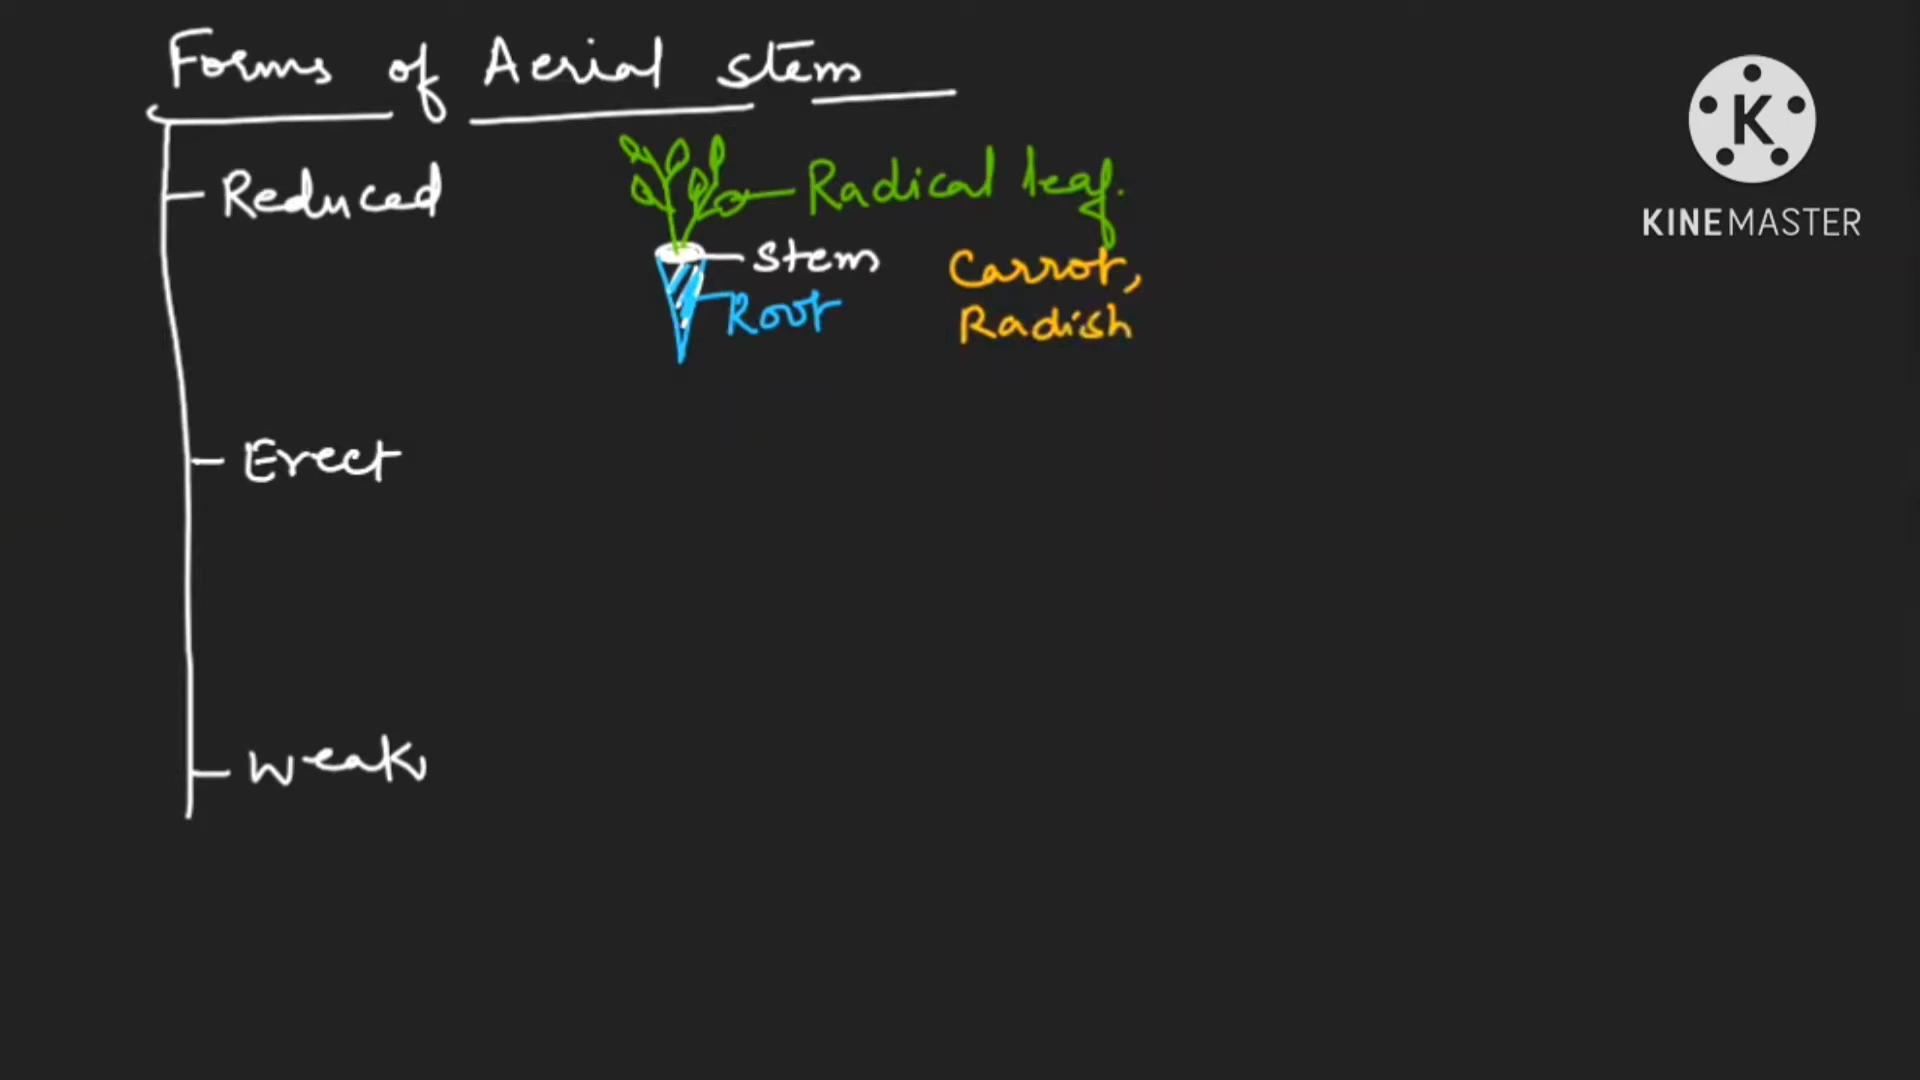 Forms of Aerial stem
Reduced
Radical leaf.
Stem
Root
Carrot,
Radish
Erect
Weak
K
KINEMASTER